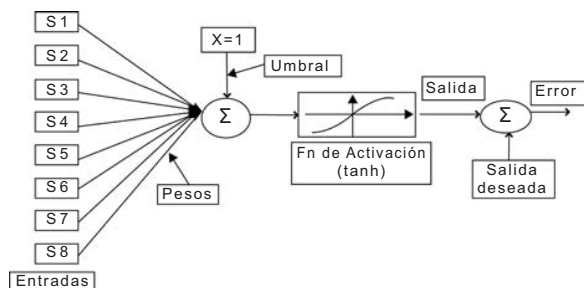 S1
S2
S3
S4
S5
S6
S7
S8
Entradas
X=1
Umbral
Σ
Pesos
Fn de Activación
(tanh)
Salida
Σ
Error
Salida
deseada